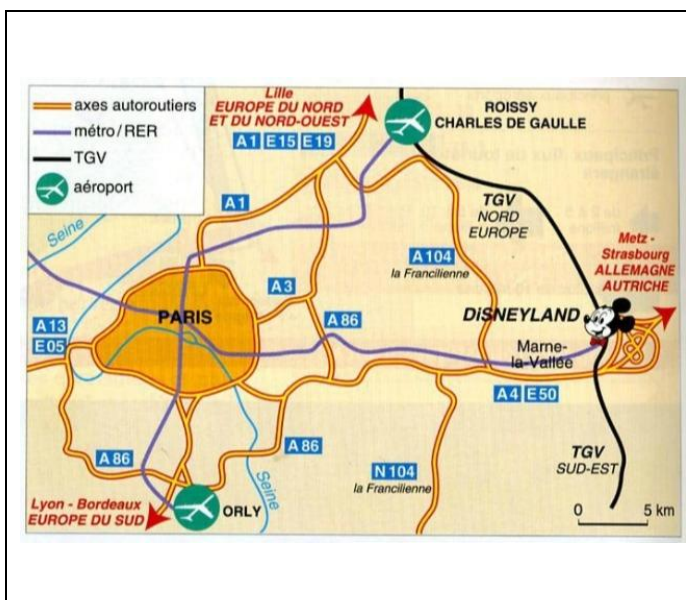 axes autoroutiers
métro/RER
TGV
aéroport
Lille
EUROPE DU NORD
ET DU NORD-OUEST
A1 E15 E19
ROISSY
CHARLES DE GAULLE
Seine
A1
TGV
NORD
EUROPE
A104
la Francilienne
Metz -
Strasbourg
ALLEMAGNE
AUTRICHE
A3
PARIS
A86
DiSNEYLAND
A13
E05
Marne-
la-Vallée
A4 E50
A86
A86
N104
la Francilienne
Seine
TGV
SUD-EST
Lyon - Bordeaux
EUROPE DU SUD
ORLY
0 5 km